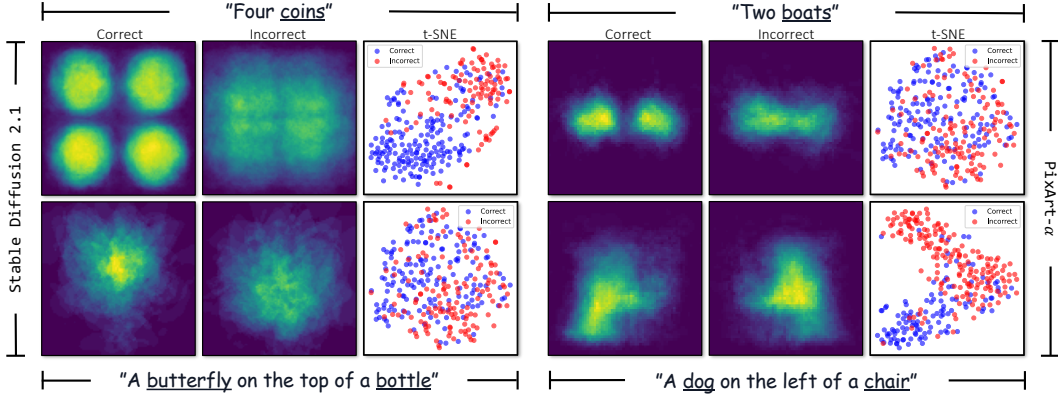 "Four coins"
"Two boats"
Correct Incorrect t-SNE
Correct Incorrect t-SNE
Correct
Incorrect
Correct
Incorrect
Stable Diffusion 2.1
PixArt-α
Correct
Incorrect
Correct
Incorrect
"A butterfly on the top of a bottle"
"A dog on the left of a chair"